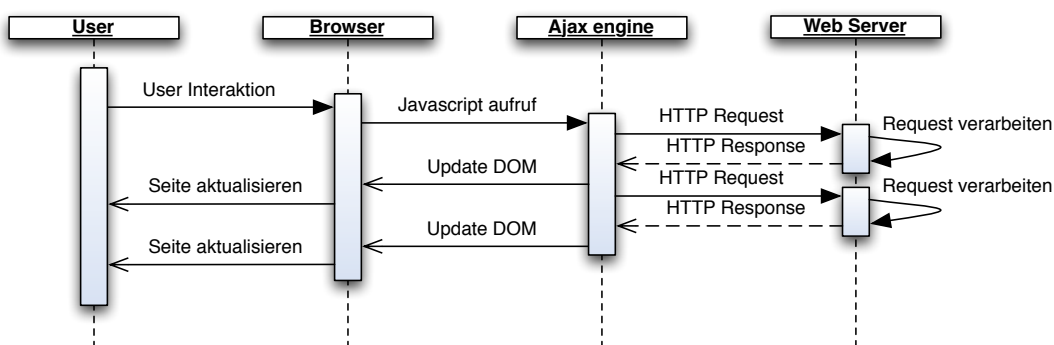 User
Browser
Ajax engine
Web Server
User Interaktion
Javascript aufruf
HTTP Request
Request verarbeiten
HTTP Response
Update DOM
HTTP Request
Seite aktualisieren
Request verarbeiten
HTTP Response
Update DOM
Seite aktualisieren